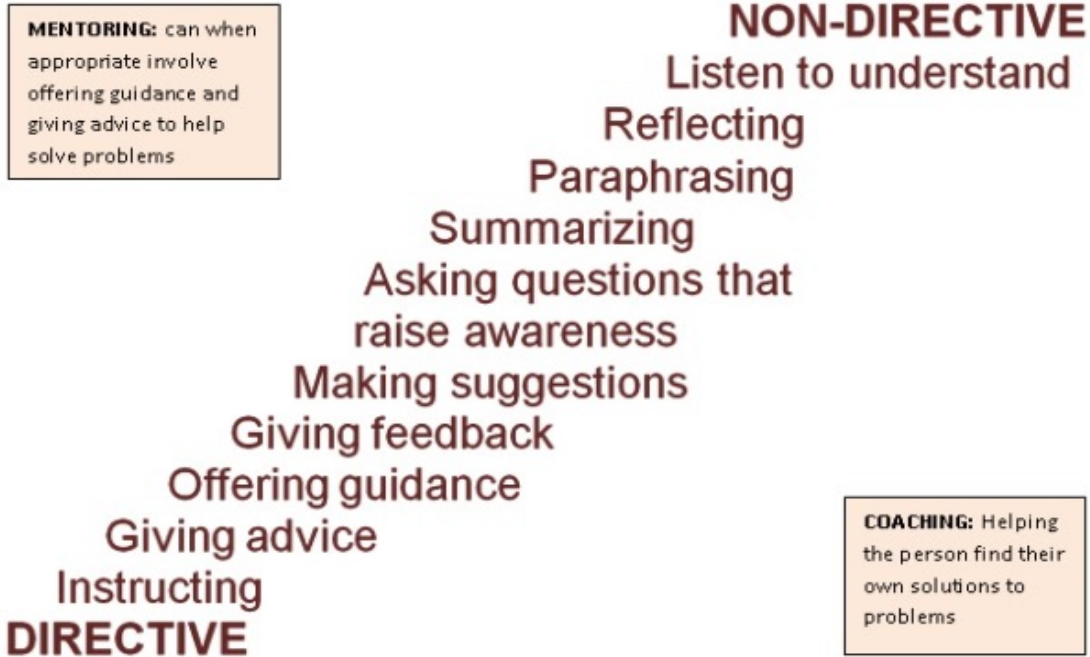 MENTORING: can when
appropriate involve
offering guidance and
giving advice to help
solve problems
NON-DIRECTIVE
Listen to understand
Reflecting
Paraphrasing
Summarizing
Asking questions that
raise awareness
Making suggestions
Giving feedback
Offering guidance
Giving advice
Instructing
DIRECTIVE
COACHING: Helping
the person find their
own solutions to
problems